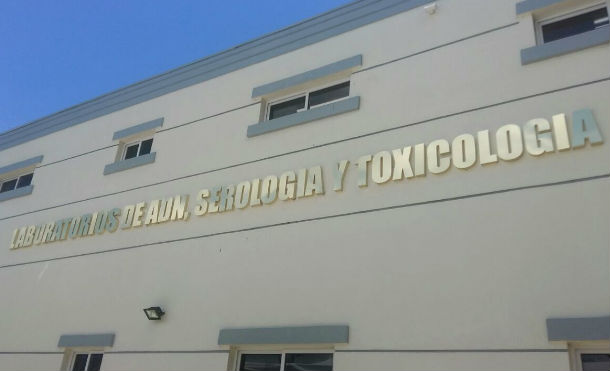 LABORATORIOS DE ADN, SEROLOGIA Y TOXICOLOGIA